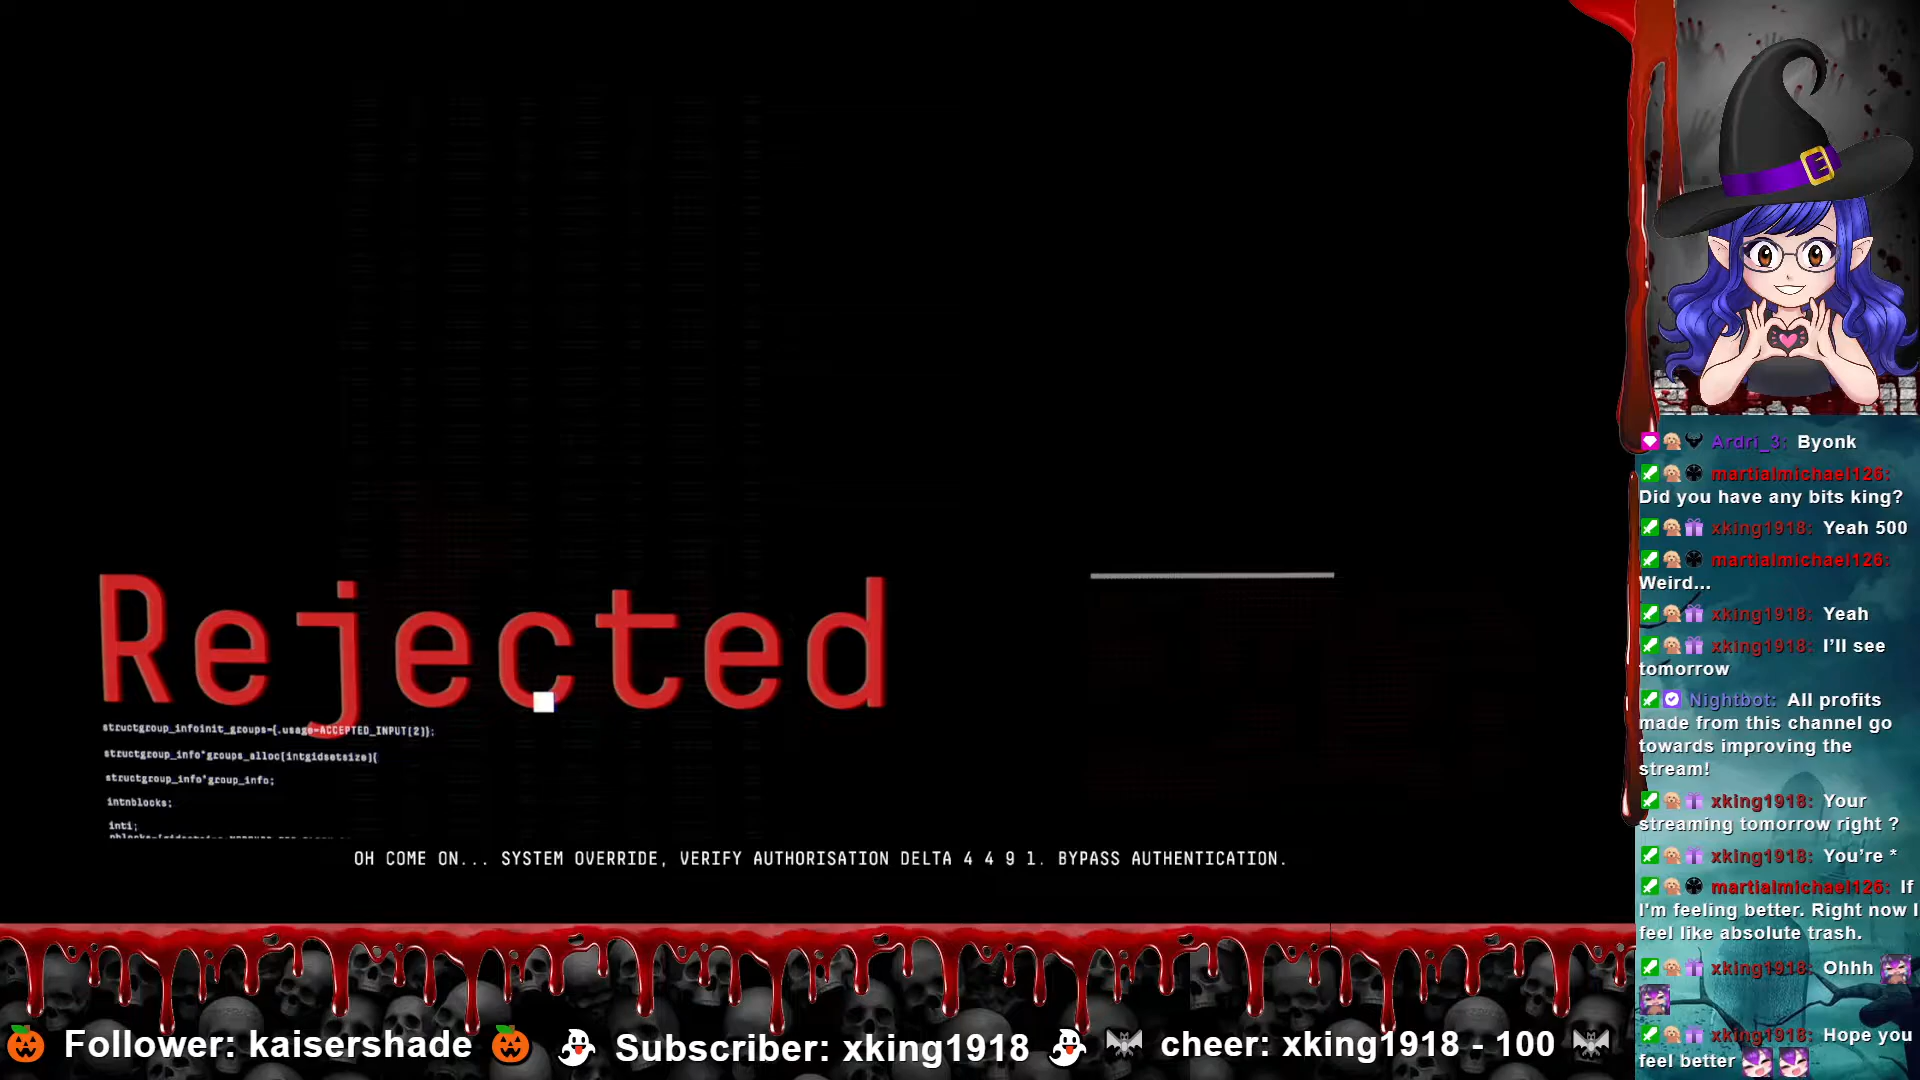 Rejected
structgroup_infoinit_groups={.usage=ACCEPTED_INPUT(2)};
structgroup_info*groups_alloc(intgidsetsize){
structgroup_info*group_info;
intnblocks;
inti;
OH COME ON... SYSTEM OVERRIDE, VERIFY AUTHORISATION DELTA 4 4 9 1. BYPASS AUTHENTICATION.
Ardri_3: Byonk
martialmichael126:
Did you have any bits king?
xking1918: Yeah 500
martialmichael126:
Weird...
xking1918: Yeah
xking1918: I’ll see
tomorrow
Nightbot: All profits
made from this channel go
towards improving the
stream!
xking1918: Your
streaming tomorrow right ?
xking1918: You’re *
martialmichael126: If
I'm feeling better. Right now I
feel like absolute trash.
xking1918: Ohhh
xking1918: Hope you
feel better
Follower: kaisershade
Subscriber: xking1918
cheer: xking1918 - 100